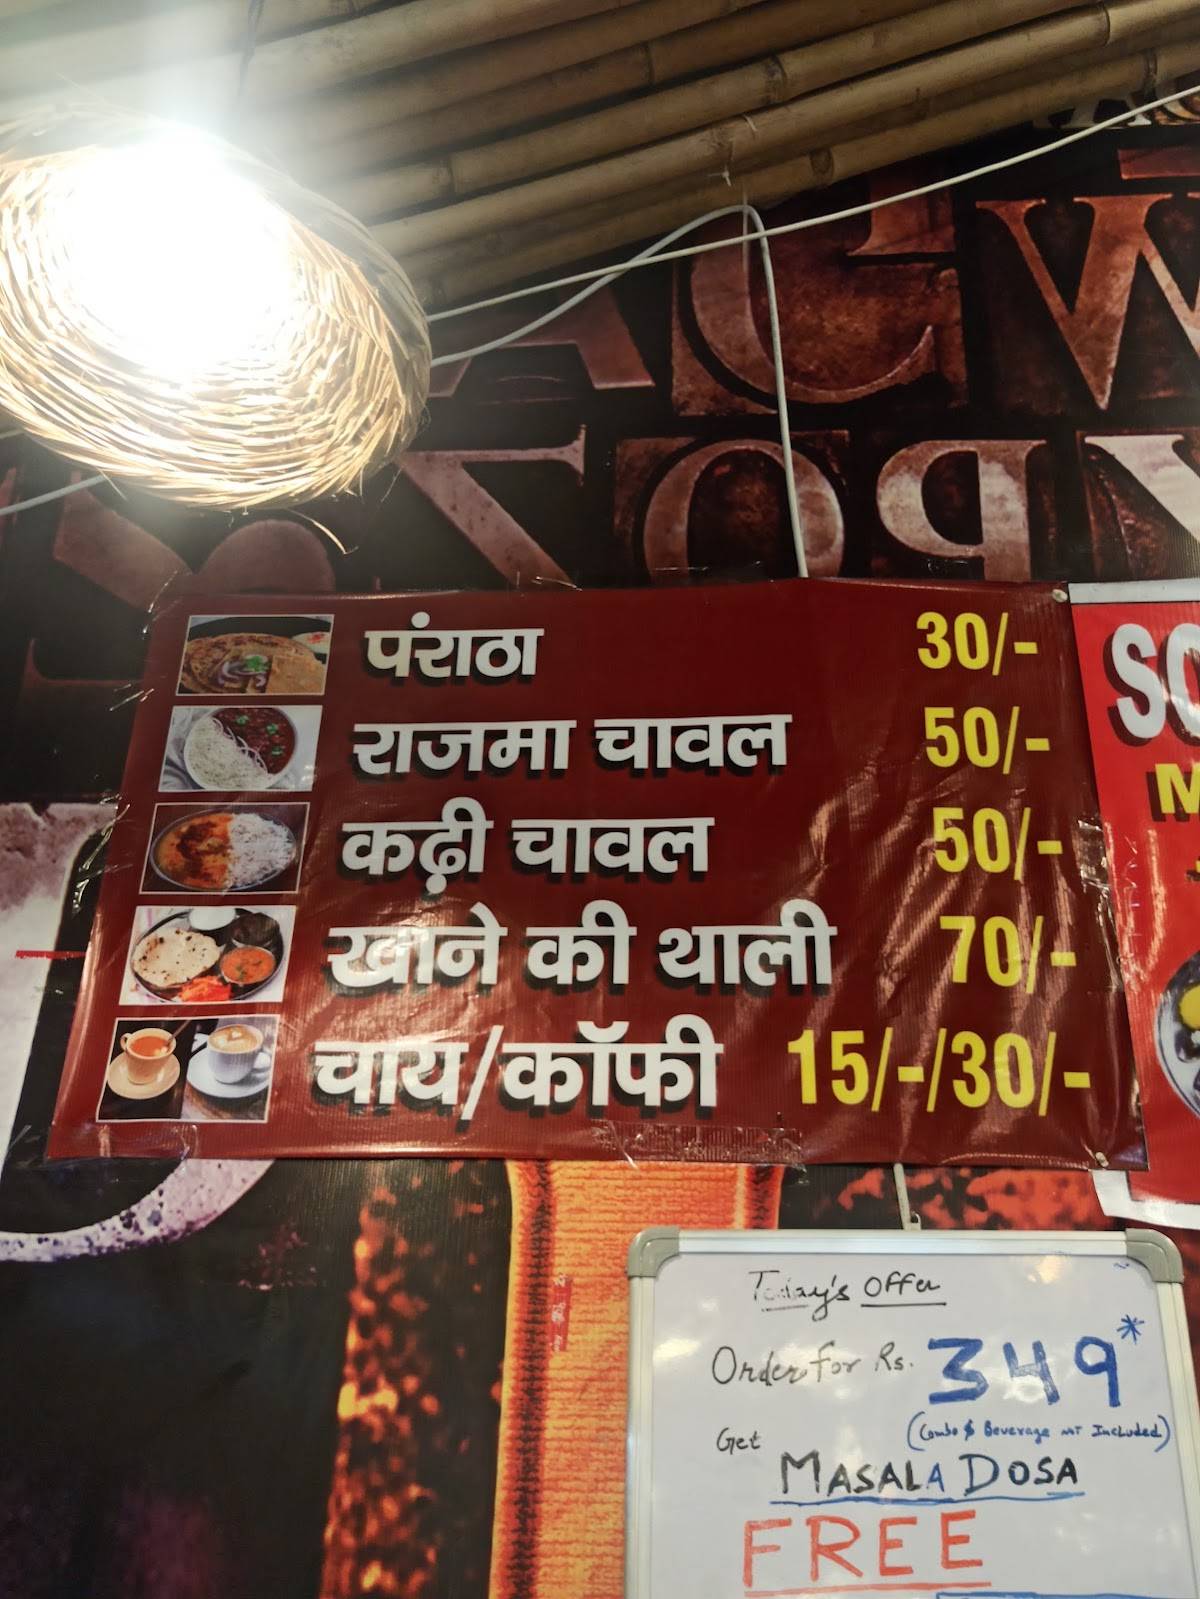 पंराठा 30/-
राजमा चावल 50/-
कढ़ी चावल 50/-
खाने की थाली 70/-
चाय/कॉफी 15/-/30/-
Today's Offer
Order for Rs. 349*
(Combo & Beverage not Included)
Get
MASALA DOSA
FREE